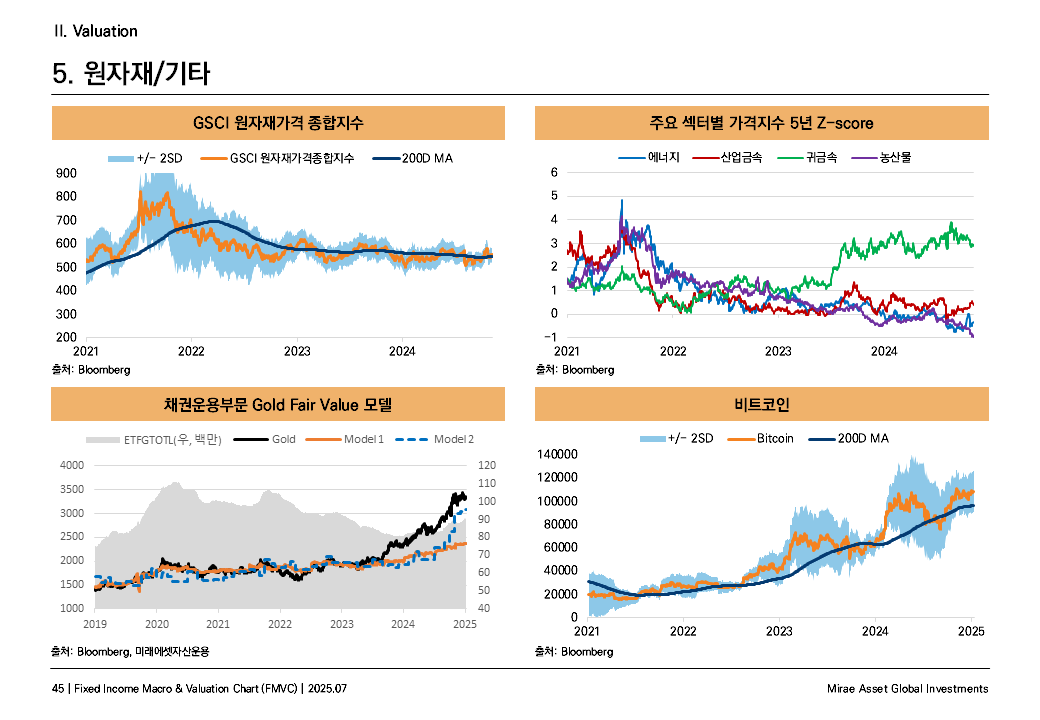 II. Valuation
5. 원자재/기타
GSCI 원자재가격 종합지수
+/- 2SD GSCI 원자재가격종합지수 200D MA
900
800
700
600
500
400
300
200
2021 2022 2023 2024
출처: Bloomberg
주요 섹터별 가격지수 5년 Z-score
에너지 산업금속 귀금속 농산물
6
5
4
3
2
1
0
-1
2021 2022 2023 2024
출처: Bloomberg
채권운용부문 Gold Fair Value 모델
ETFGTOTL(우, 백만) Gold Model 1 Model 2
4000 120
3500 110
3000 100
2500 90
2000 80
1500 70
1000 60
50
40
2019 2020 2021 2022 2023 2024 2025
출처: Bloomberg, 미래에셋자산운용
비트코인
+/- 2SD Bitcoin 200D MA
140000
120000
100000
80000
60000
40000
20000
0
2021 2022 2023 2024 2025
출처: Bloomberg
45 | Fixed Income Macro & Valuation Chart (FMVC) | 2025.07
Mirae Asset Global Investments